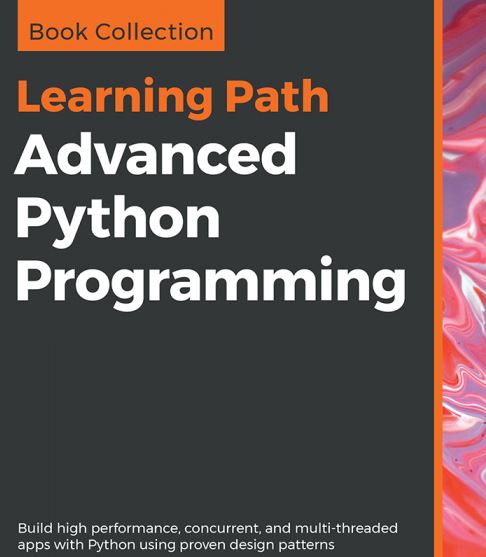 Book Collection
Learning Path
Advanced
Python
Programming
Build high performance, concurrent, and multi-threaded
apps with Python using proven design patterns